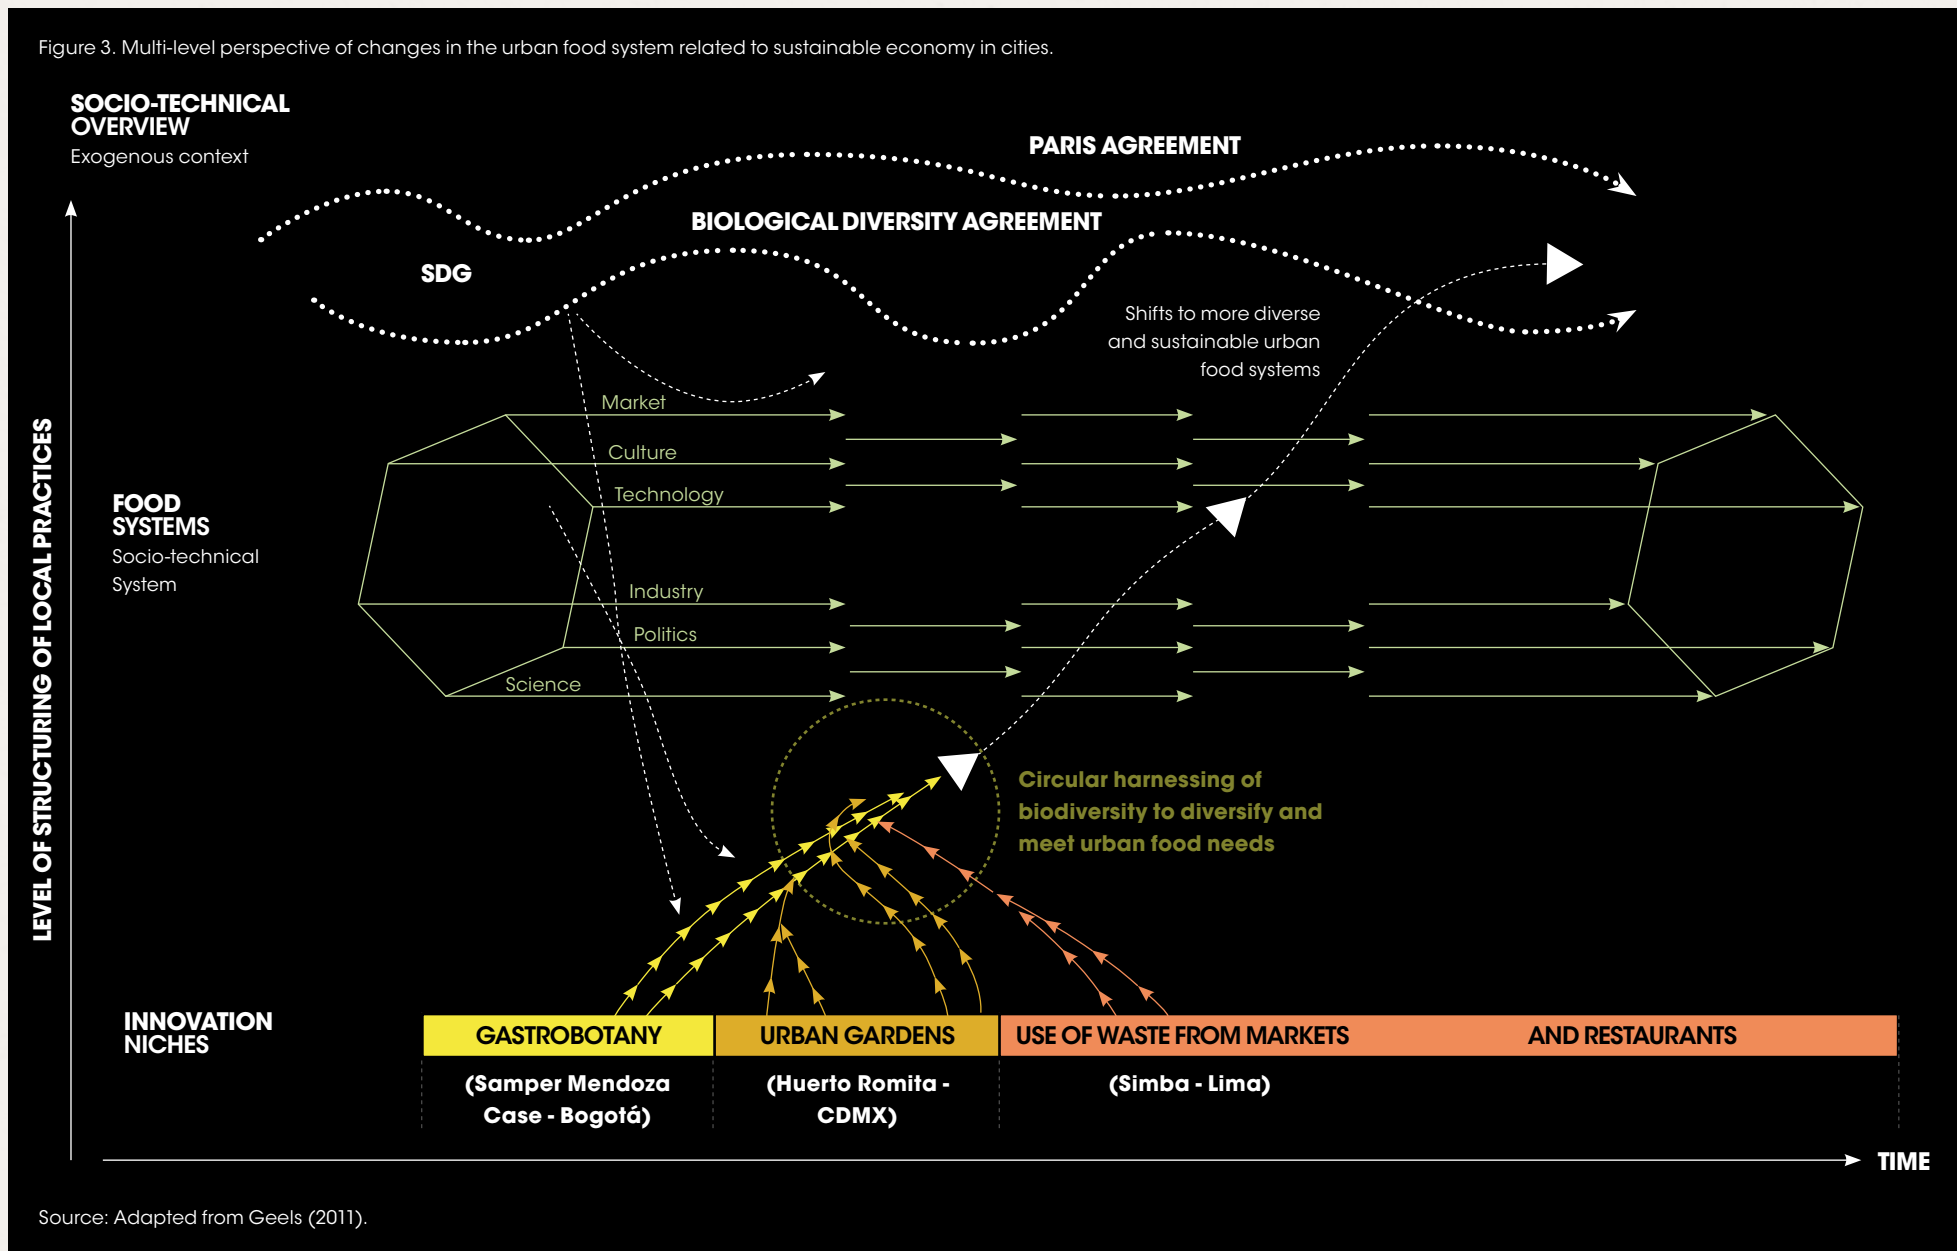 Figure 3. Multi-level perspective of changes in the urban food system related to sustainable economy in cities.
SOCIO-TECHNICAL
OVERVIEW
Exogenous context
PARIS AGREEMENT
BIOLOGICAL DIVERSITY AGREEMENT
SDG
Shifts to more diverse
and sustainable urban
food systems
LEVEL OF STRUCTURING OF LOCAL PRACTICES
FOOD
SYSTEMS
Socio-technical
System
Market
Culture
Technology
Industry
Politics
Science
Circular harnessing of
biodiversity to diversify and
meet urban food needs
INNOVATION
NICHES
GASTROBOTANY
URBAN GARDENS
USE OF WASTE FROM MARKETS AND RESTAURANTS
(Samper Mendoza
Case - Bogotá)
(Huerto Romita -
CDMX)
(Simba - Lima)
TIME
Source: Adapted from Geels (2011).